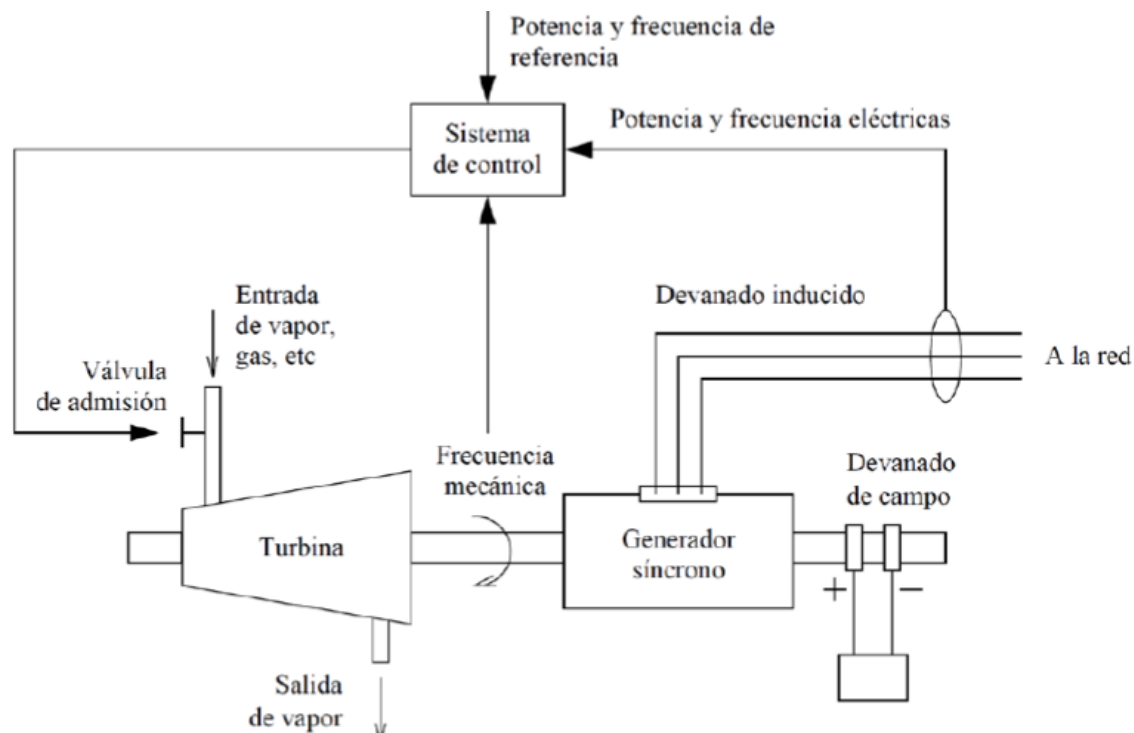 Potencia y frecuencia de
referencia
Sistema
de control
Potencia y frecuencia eléctricas
Entrada
de vapor,
gas, etc
Devanado inducido
A la red
Válvula
de admisión
Frecuencia
mecánica
Devanado
de campo
Turbina
Generador
síncrono
+ −
Salida
de vapor